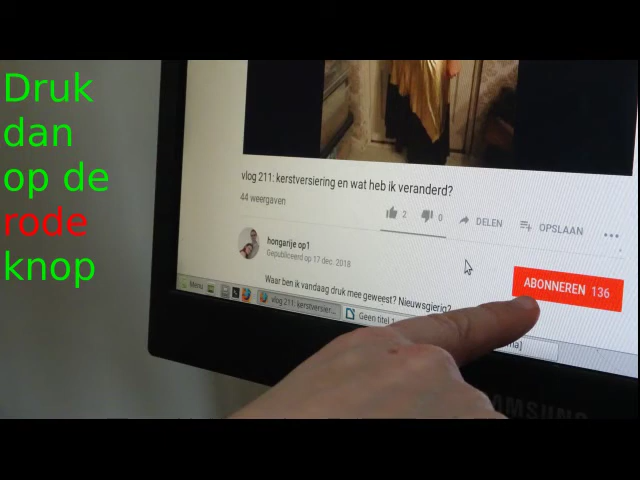 Druk
dan
op de
rode
knop
vlog 211: kerstversiering en wat heb ik veranderd?
44 weergaven
2 0 DELEN OPSLAAN
hongarije op1
Gepubliceerd op 17 dec. 2018
ABONNEREN 136
Waar ben ik vandaag druk mee geweest? Nieuwsgierig?
Menu vlog 211: kerstversier... Geen titel 1
SAMSUNG